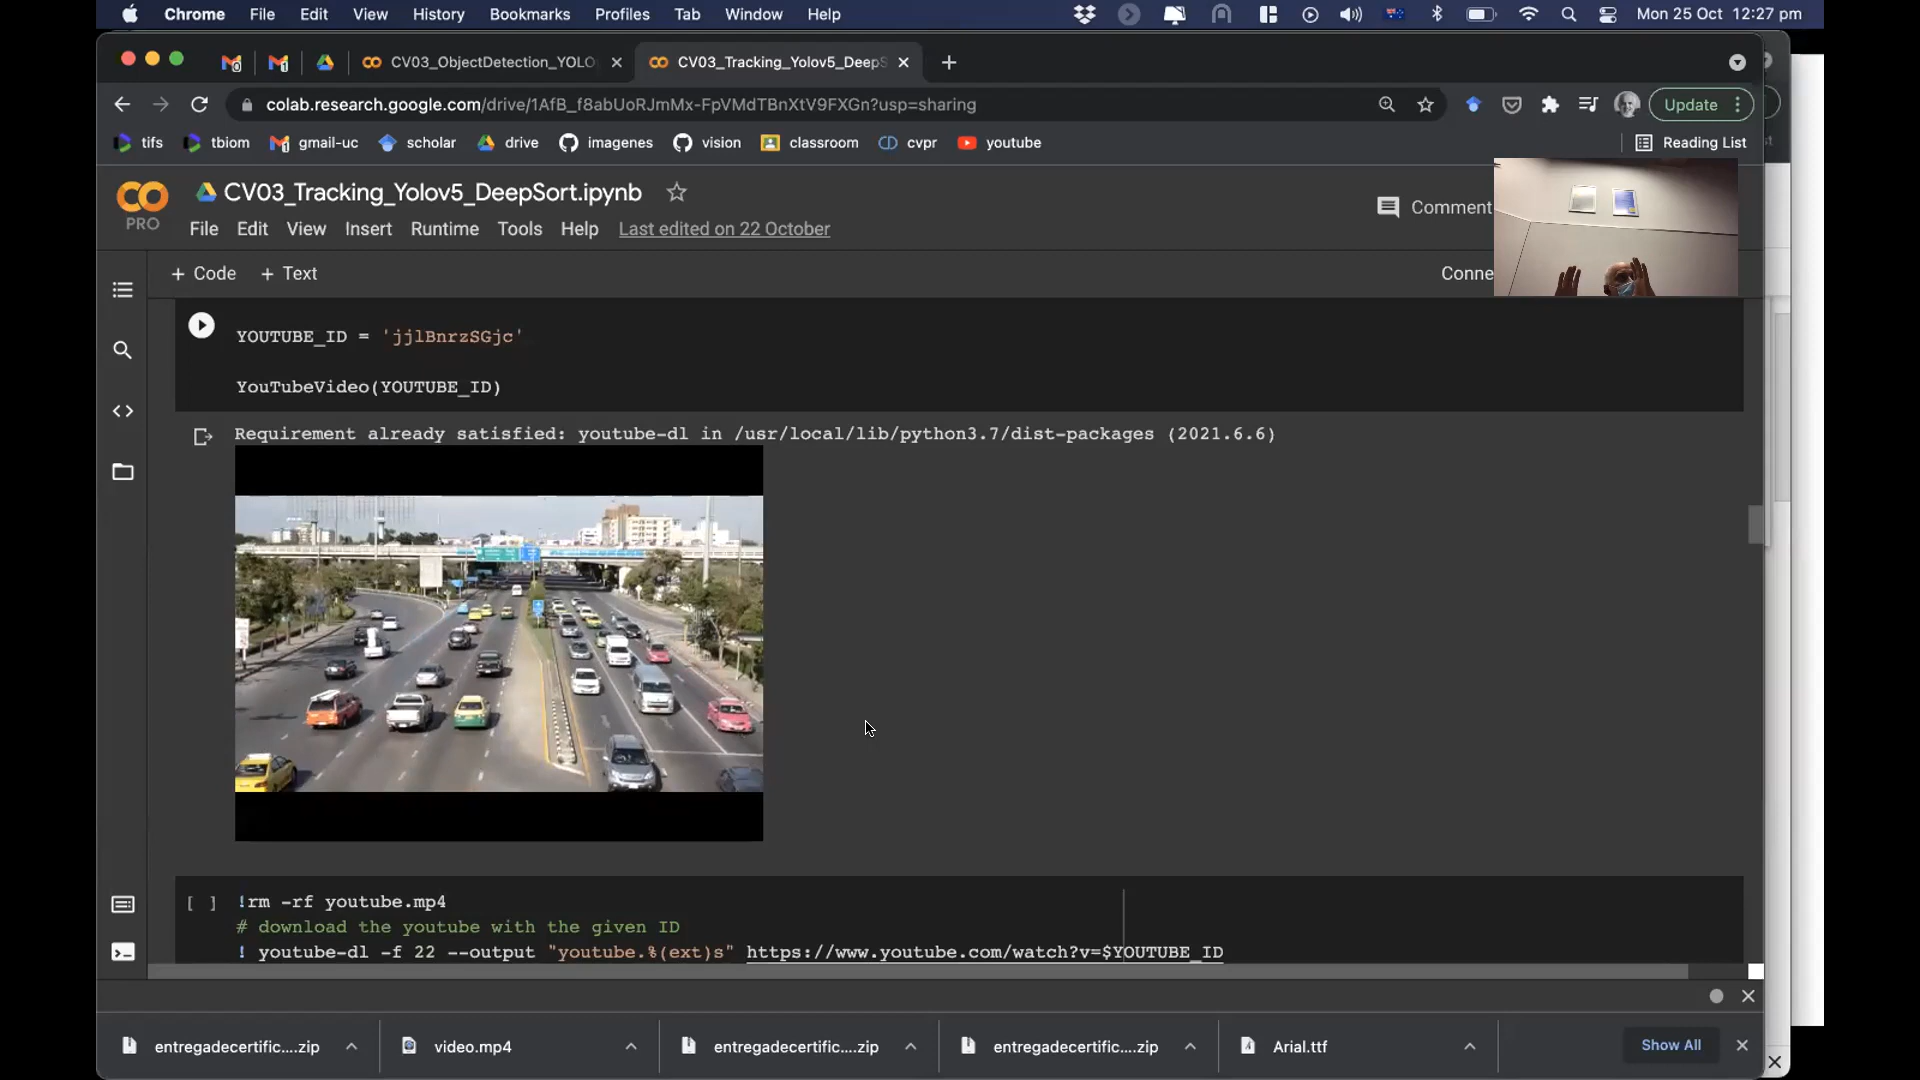 Chrome File Edit View History Bookmarks Profiles Tab Window Help Mon 25 Oct 12:27 pm
CV03_ObjectDetection_YOLO CV03_Tracking_Yolov5_DeepS
colab.research.google.com/drive/1AfB_f8abUoRJmMx-FpVMdTBnXtV9FXGn?usp=sharing Update
tifs tbiom gmail-uc scholar drive imagenes vision classroom cvpr youtube Reading List
CV03_Tracking_Yolov5_DeepSort.ipynb
PRO
Comment
File Edit View Insert Runtime Tools Help Last edited on 22 October
+ Code + Text Conne
YOUTUBE_ID = 'jjlBnrzSGjc'
YouTubeVideo(YOUTUBE_ID)
Requirement already satisfied: youtube-dl in /usr/local/lib/python3.7/dist-packages (2021.6.6)
[ ] !rm -rf youtube.mp4
# download the youtube with the given ID
! youtube-dl -f 22 --output "youtube.%(ext)s" https://www.youtube.com/watch?v=$YOUTUBE_ID
entregadecertific....zip video.mp4 entregadecertific....zip entregadecertific....zip Arial.ttf Show All